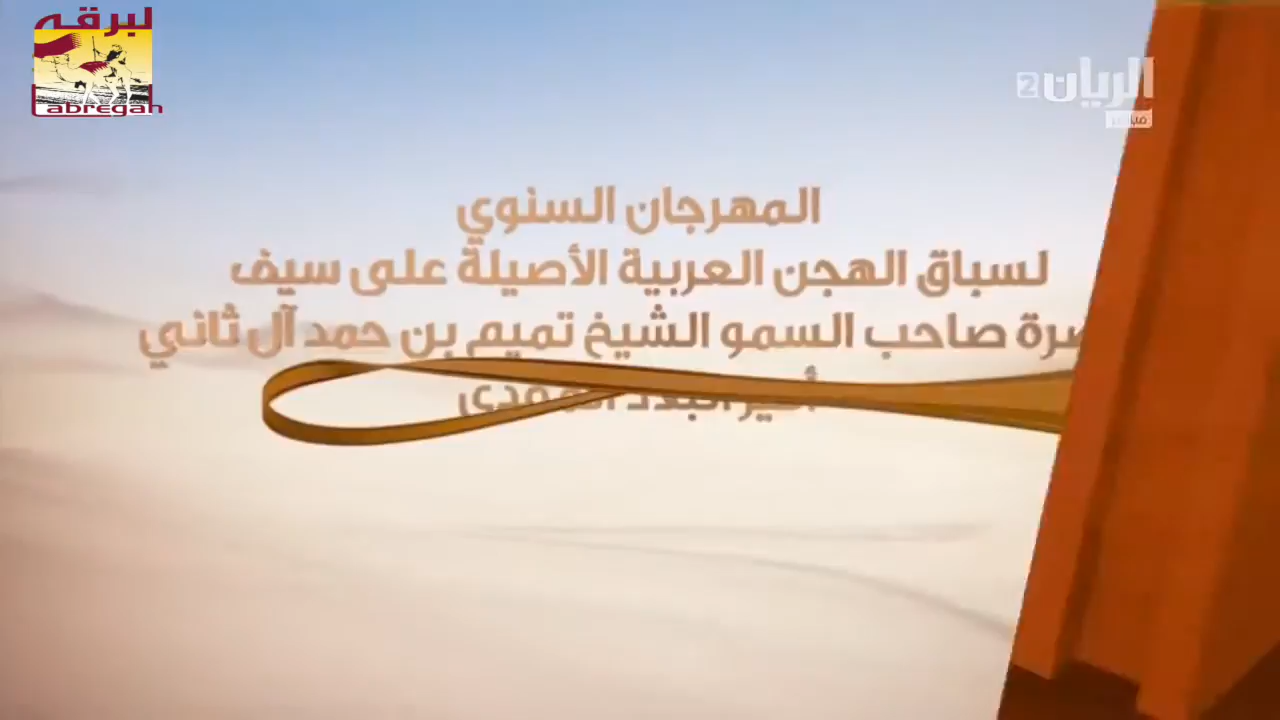 لبرقه
Labregah
الريان 2
مباشر
المهرجان السنوي
لسباق الهجن العربية الأصيلة على سيف
صاحب السمو الشيخ تميم بن حمد آل ثاني